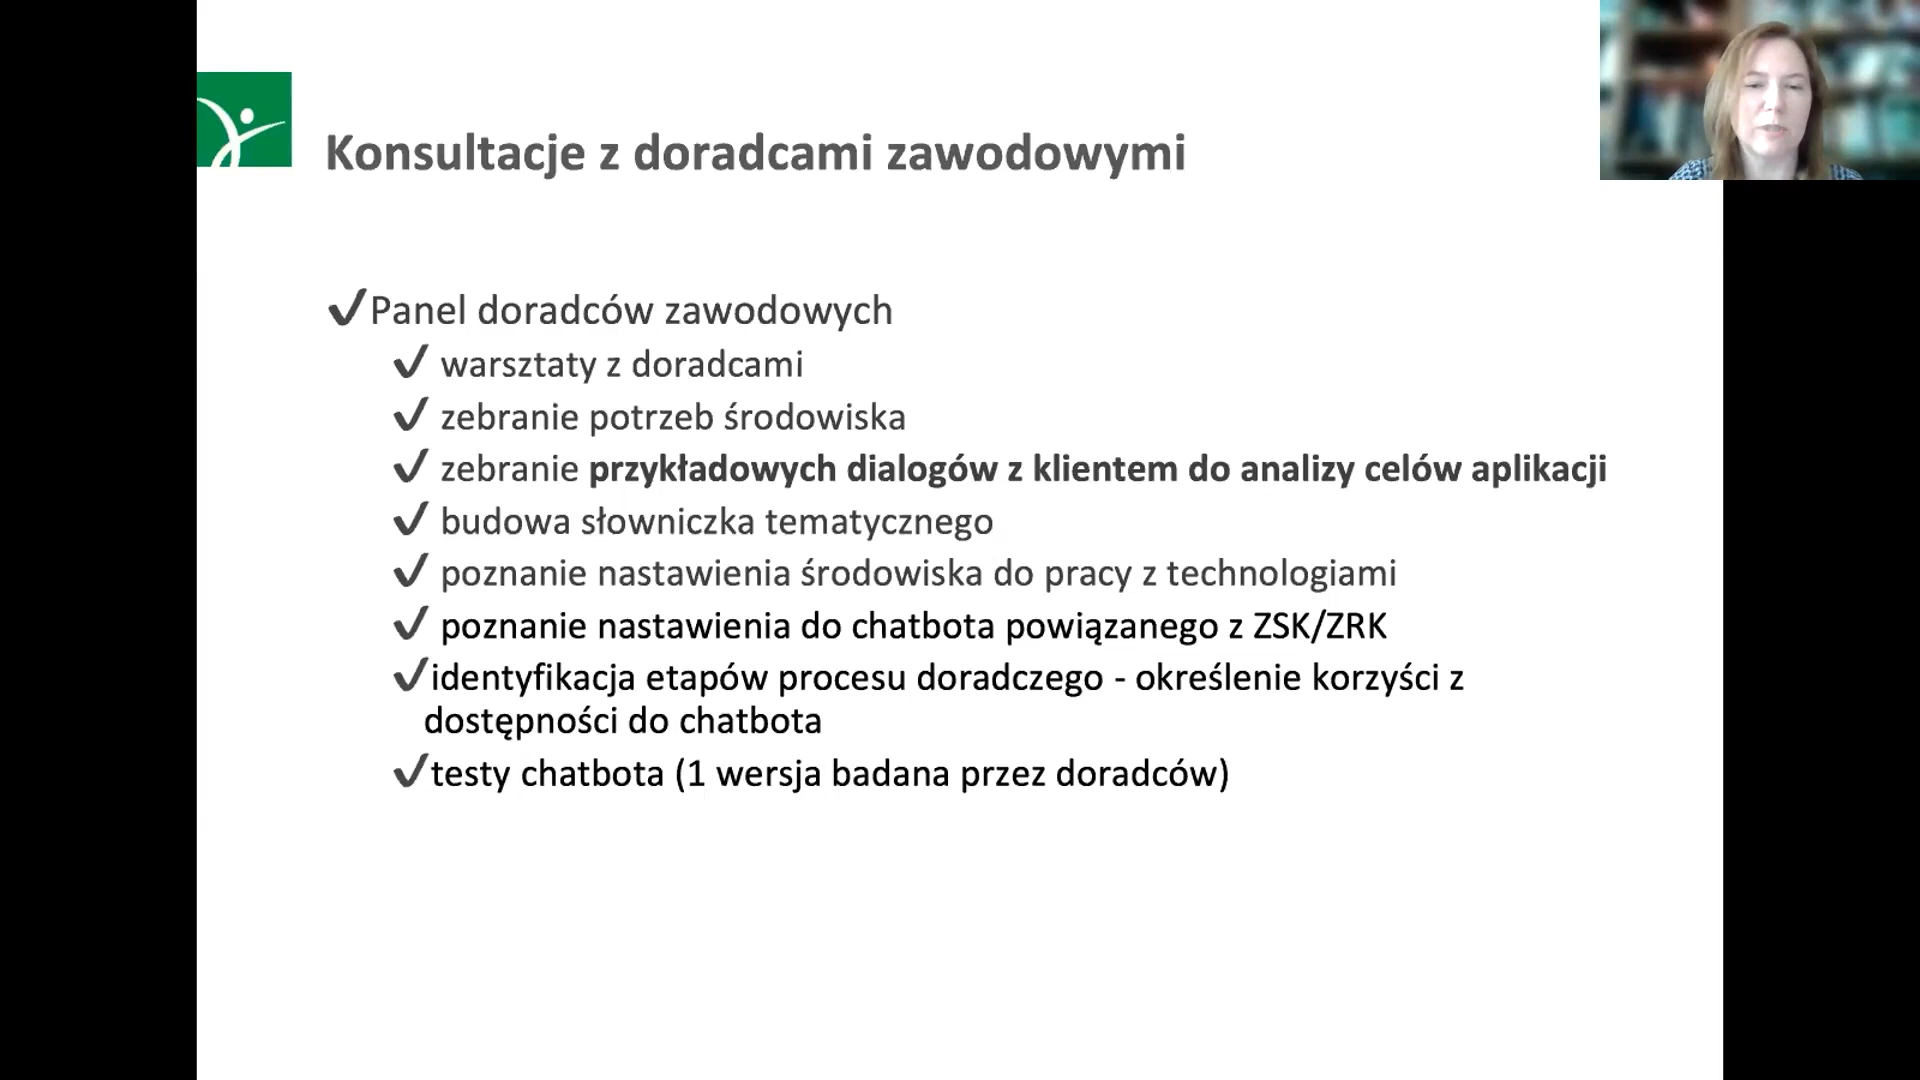 Konsultacje z doradcami zawodowymi
✔Panel doradców zawodowych
✔ warsztaty z doradcami
✔ zebranie potrzeb środowiska
✔ zebranie przykładowych dialogów z klientem do analizy celów aplikacji
✔ budowa słowniczka tematycznego
✔ poznanie nastawienia środowiska do pracy z technologiami
✔ poznanie nastawienia do chatbota powiązanego z ZSK/ZRK
✔identyfikacja etapów procesu doradczego - określenie korzyści z
dostępności do chatbota
✔testy chatbota (1 wersja badana przez doradców)